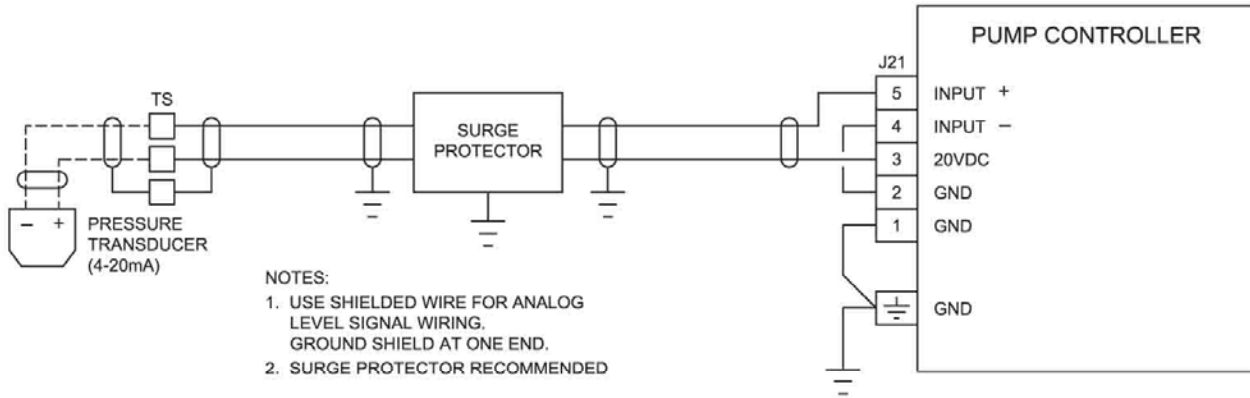 PUMP CONTROLLER
J21
5 INPUT +
4 INPUT −
3 20VDC
2 GND
1 GND
GND
TS
SURGE
PROTECTOR
− +
PRESSURE
TRANSDUCER
(4-20mA)
NOTES:
1. USE SHIELDED WIRE FOR ANALOG
LEVEL SIGNAL WIRING.
GROUND SHIELD AT ONE END.
2. SURGE PROTECTOR RECOMMENDED